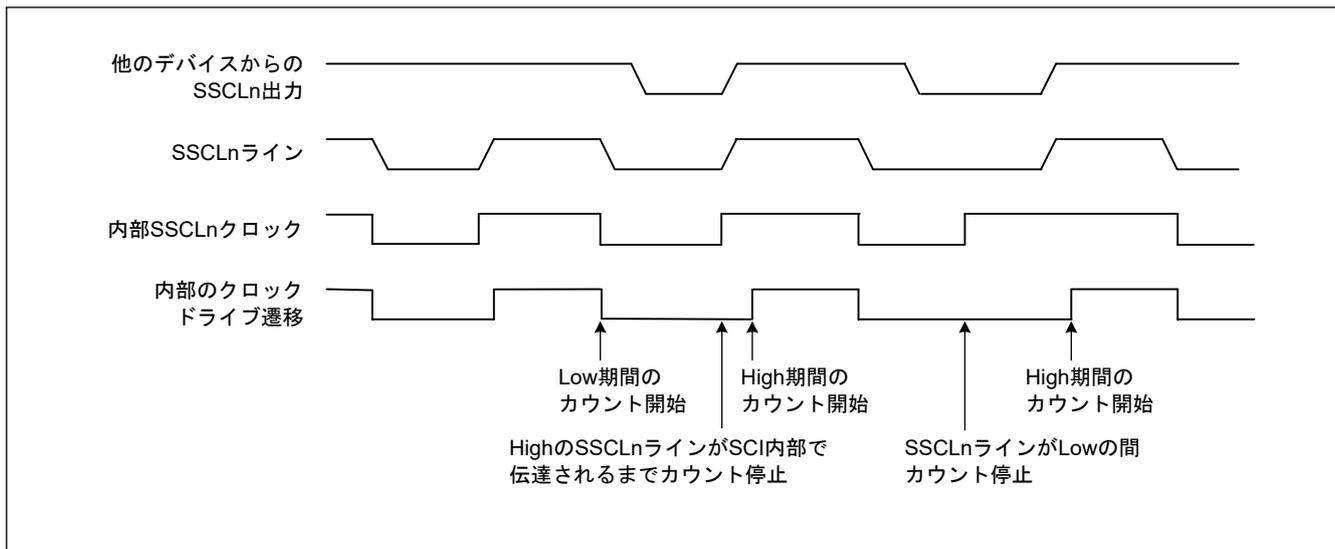 他のデバイスからの
SSCLn出力
SSCLnライン
内部SSCLnクロック
内部のクロック
ドライブ遷移
Low期間の
カウント開始
High期間の
カウント開始
High期間の
カウント開始
HighのSSCLnラインがSCI内部で
伝達されるまでカウント停止
SSCLnラインがLowの間
カウント停止